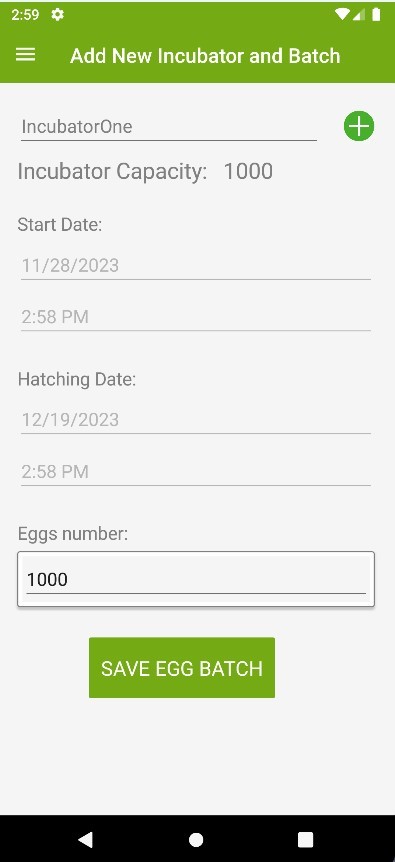 2:59
Add New Incubator and Batch
IncubatorOne
Incubator Capacity: 1000
Start Date:
11/28/2023
2:58 PM
Hatching Date:
12/19/2023
2:58 PM
Eggs number:
1000
SAVE EGG BATCH